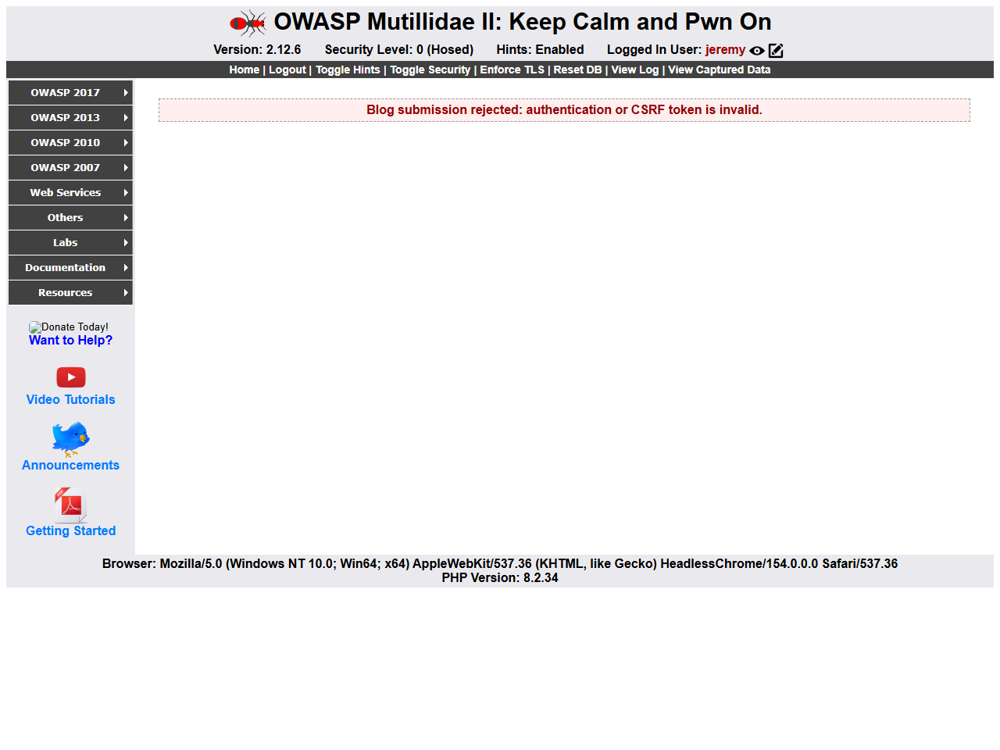 OWASP Mutillidae II: Keep Calm and Pwn On
Version: 2.12.6 Security Level: 0 (Hosed) Hints: Enabled Logged In User: jeremy
Home | Logout | Toggle Hints | Toggle Security | Enforce TLS | Reset DB | View Log | View Captured Data
OWASP 2017
OWASP 2013
OWASP 2010
OWASP 2007
Web Services
Others
Labs
Documentation
Resources
Donate Today!
Want to Help?
Video Tutorials
Announcements
Getting Started
Blog submission rejected: authentication or CSRF token is invalid.
Browser: Mozilla/5.0 (Windows NT 10.0; Win64; x64) AppleWebKit/537.36 (KHTML, like Gecko) HeadlessChrome/154.0.0.0 Safari/537.36
PHP Version: 8.2.34